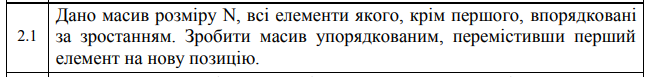 2.1
Дано масив розміру N, всі елементи якого, крім першого, впорядковані
за зростанням. Зробити масив упорядкованим, перемістивши перший
елемент на нову позицію.